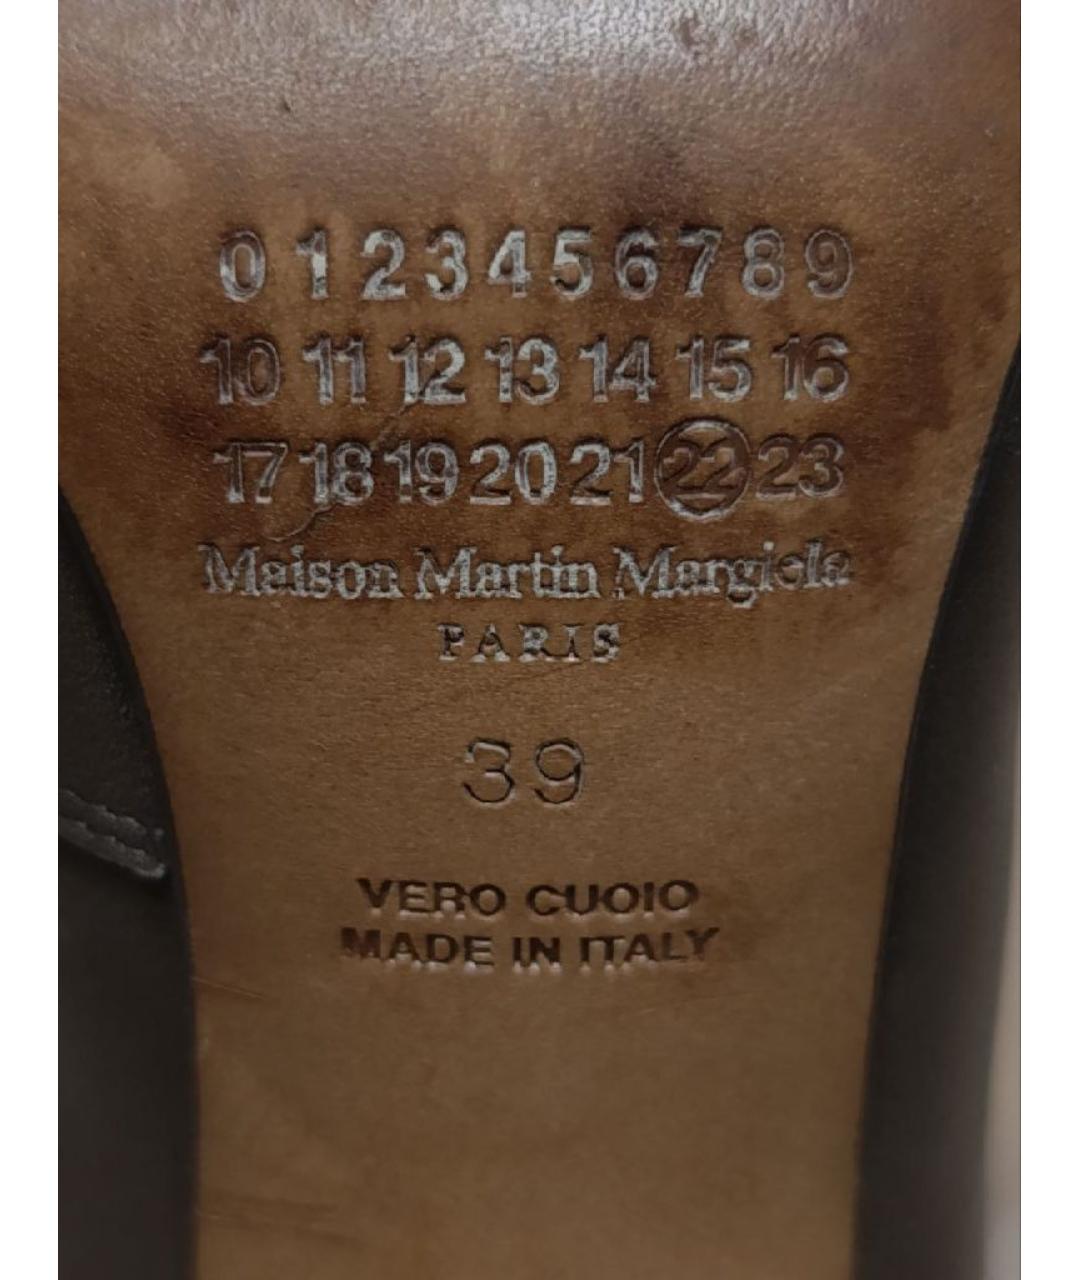 0 1 2 3 4 5 6 7 8 9
10 11 12 13 14 15 16
17 18 19 20 21 22 23
Maison Martin Margiela
PARIS
39
VERO CUOIO
MADE IN ITALY